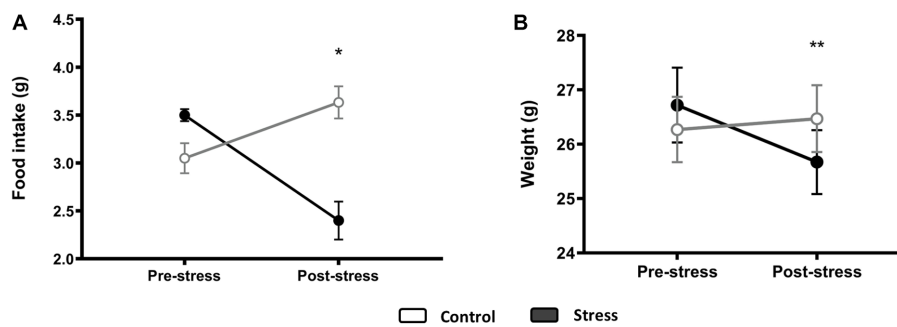 A
4.5
4.0
3.5
3.0
2.5
2.0
Food intake (g)
*
Pre-stress Post-stress
B
28
27
26
25
24
Weight (g)
**
Pre-stress Post-stress
Control Stress